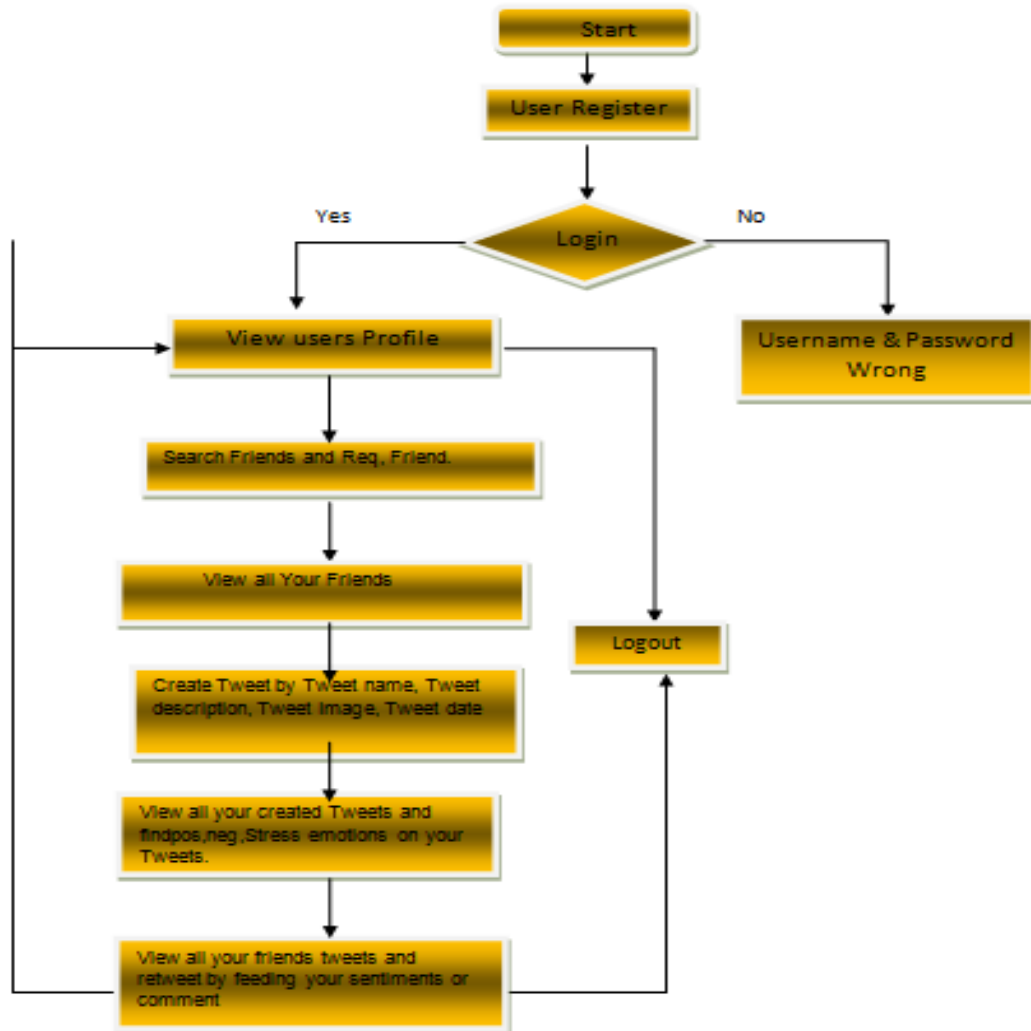 Start
User Register
Yes
No
Login
View users Profile
Username & Password
Wrong
Search Friends and Req, Friend.
View all Your Friends
Logout
Create Tweet by Tweet name, Tweet
description, Tweet image, Tweet date
View all your created Tweets and
findpos,neg,Stress emotions on your
Tweets.
View all your friends tweets and
retweet by feeding your sentiments or
comment